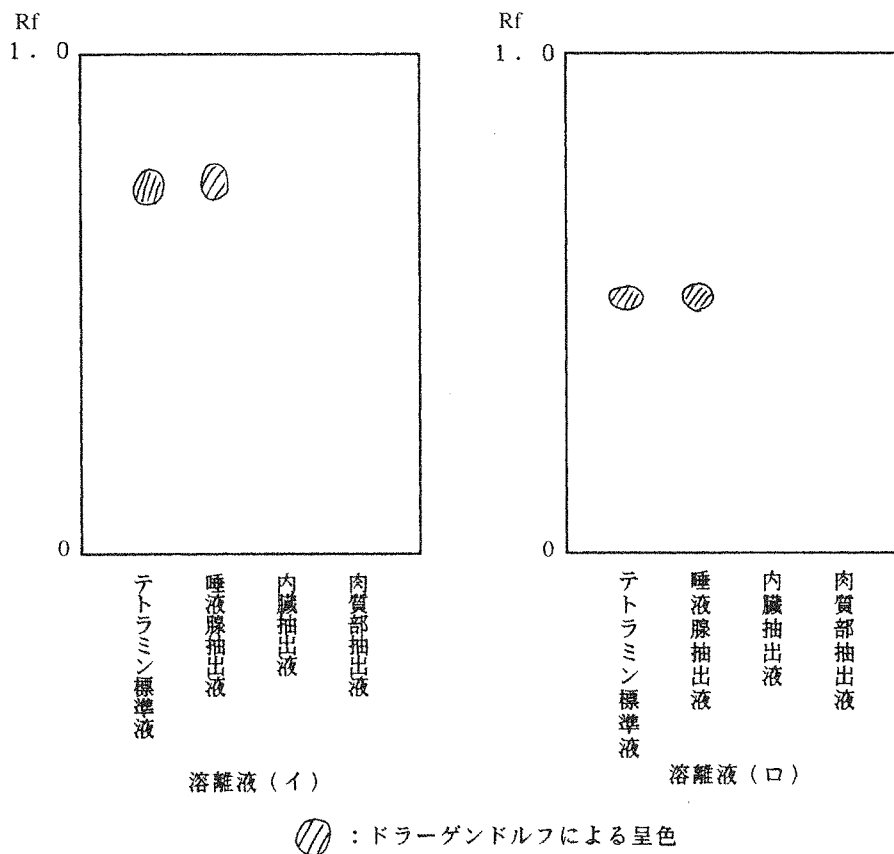 Rf
1.0
0
テトラミン標準液
唾液腺抽出液
内臓抽出液
肉質部抽出液
溶離液（イ）
Rf
1.0
0
テトラミン標準液
唾液腺抽出液
内臓抽出液
肉質部抽出液
溶離液（ロ）
：ドラーゲンドルフによる呈色